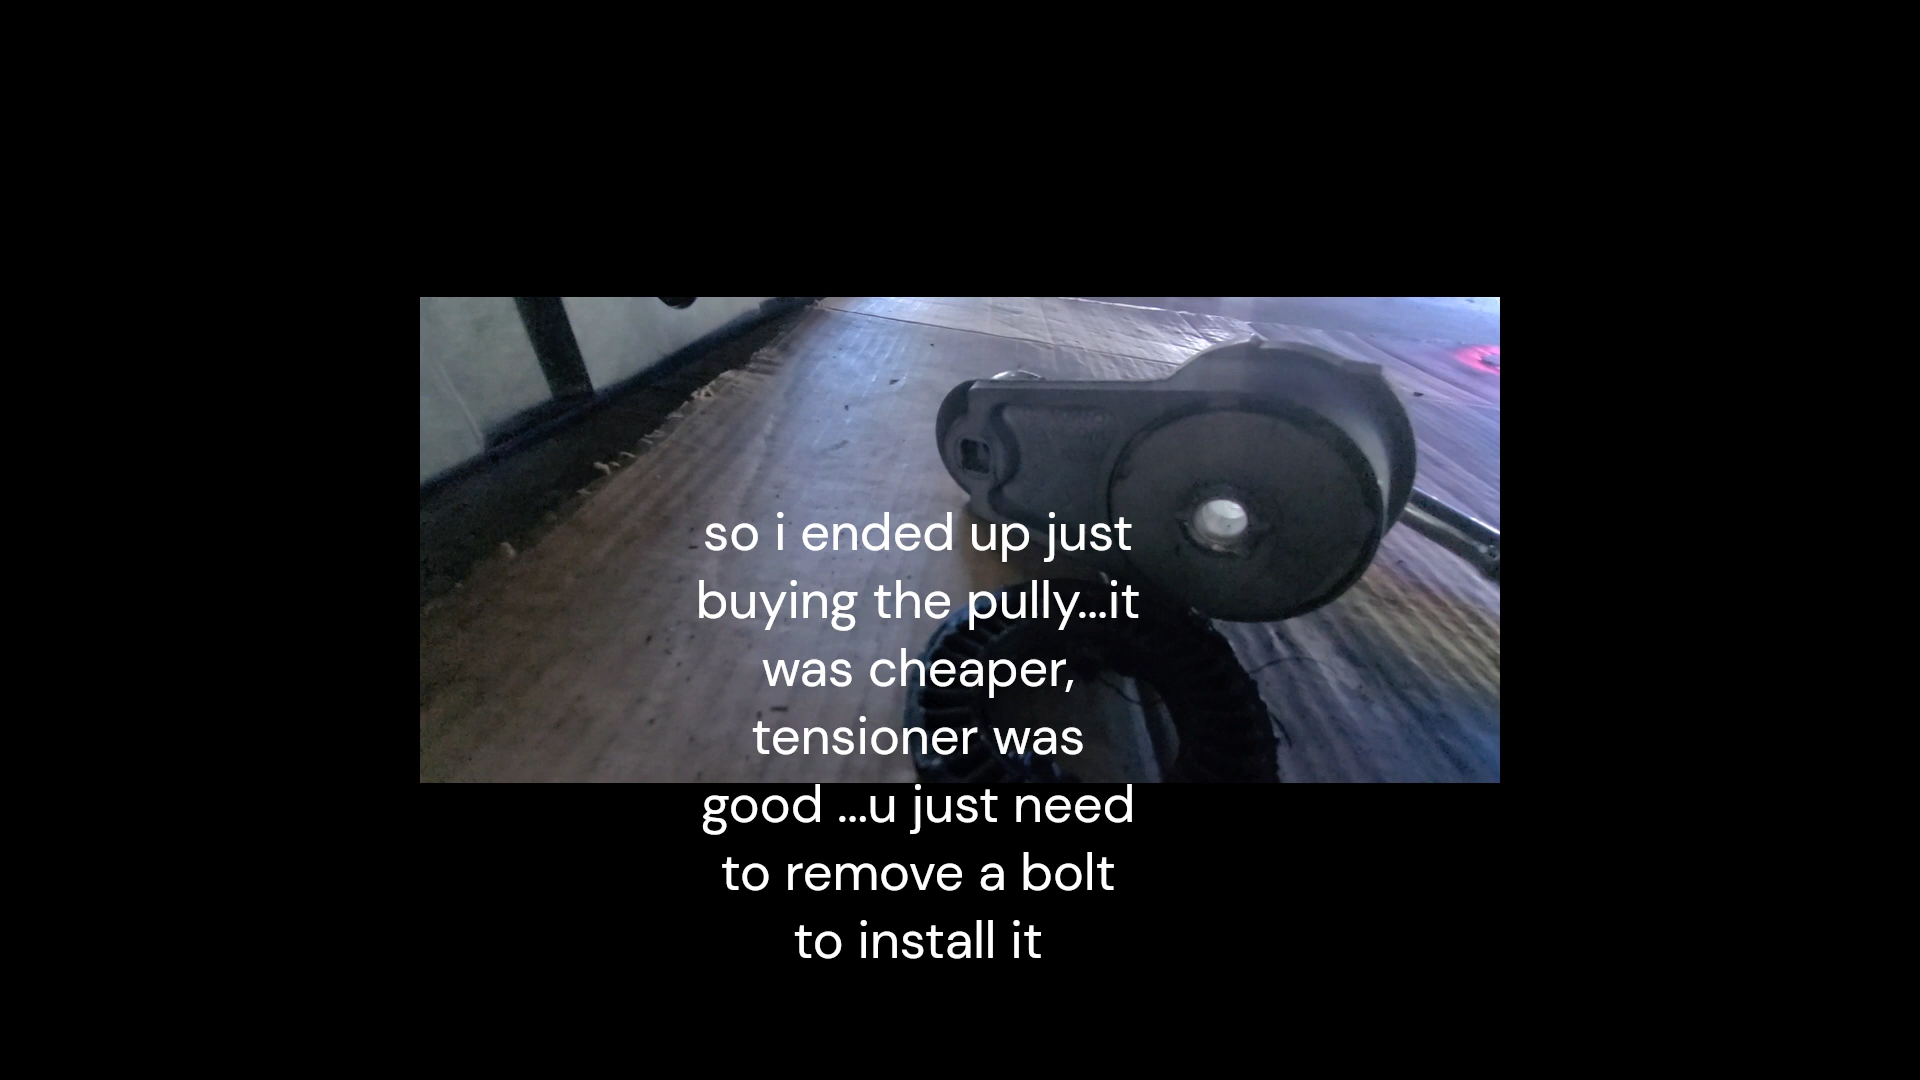 so i ended up just
buying the pully...it
was cheaper,
tensioner was
good ...u just need
to remove a bolt
to install it